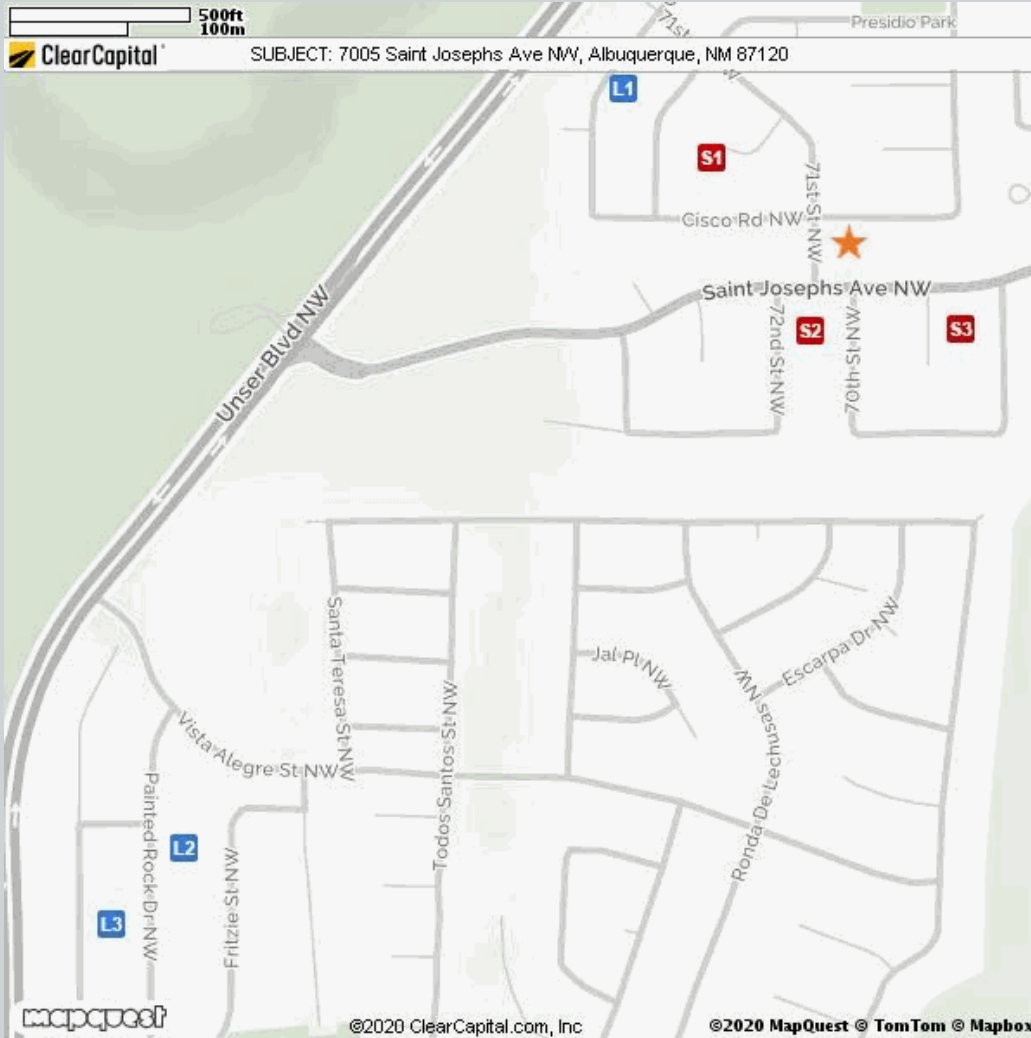 500ft
100m
71st
Presidio Park
ClearCapital
SUBJECT: 7005 Saint Josephs Ave NW, Albuquerque, NM 87120
W
L1
S1
71st St NW
Cisco Rd NW
Saint Josephs Ave NW
Unser Blvd NW
72nd St NW
S2
70th St NW
S3
Santa Teresa St NW
Jal Pl NW
Escarpa Dr NW
Todos Santos St NW
Ronda De Lechusas NW
Vista Alegre St NW
Painted Rock Dr NW
L2
Fritzie St NW
L3
mapquest
©2020 ClearCapital.com, Inc
©2020 MapQuest © TomTom © Mapbox